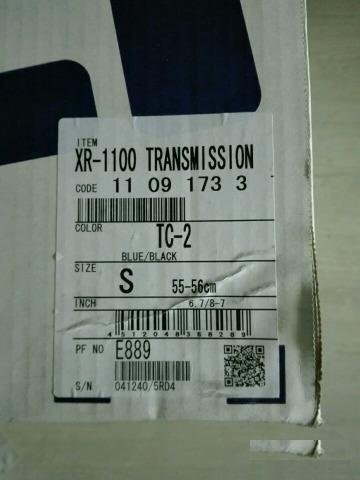 ITEM
XR-1100 TRANSMISSION
CODE 11 09 173 3
COLOR
TC-2
BLUE/BLACK
SIZE
S 55-56cm
INCH 6.7/8-7
4512048368289
PF NO E889
S/N 041240/5RD4